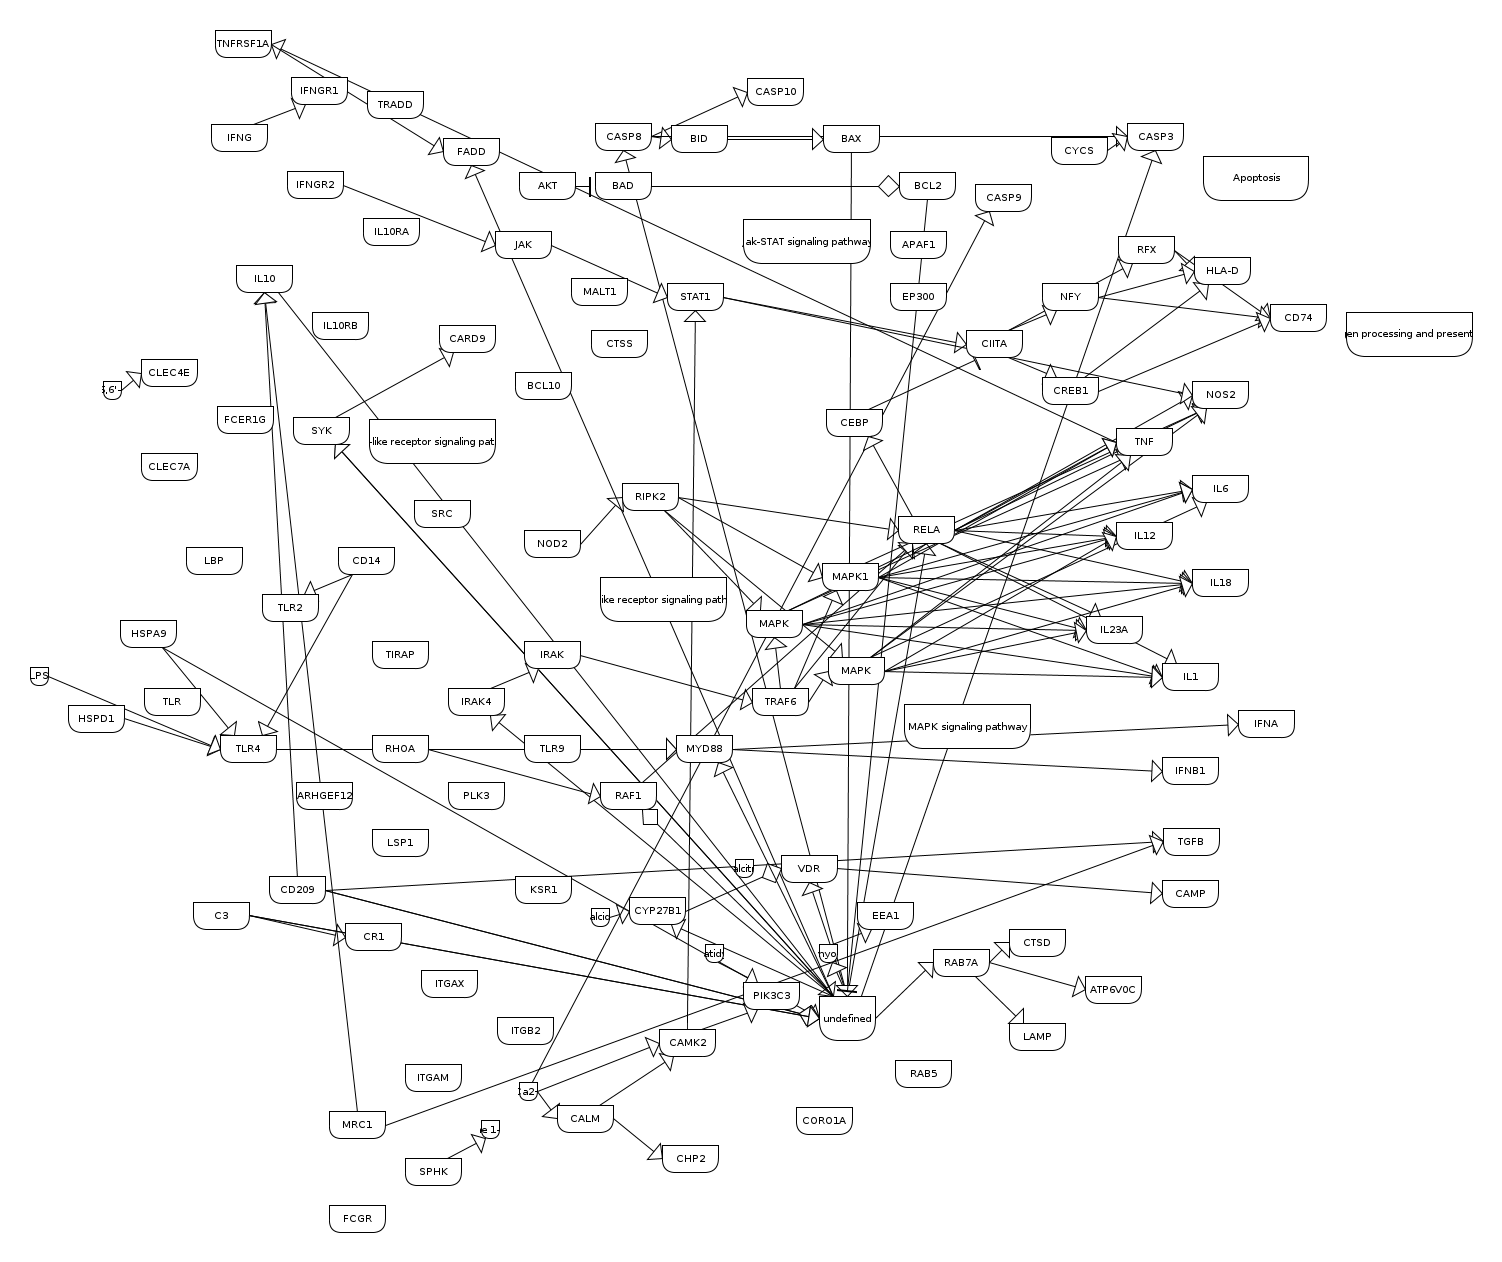 TNFRSF1A
IFNGR1
TRADD
CASP10
IFNG
FADD
CASP8
BID
BAX
CYCS
CASP3
Apoptosis
IFNGR2
AKT
BAD
BCL2
CASP9
IL10RA
JAK
Jak-STAT signaling pathway
APAF1
RFX
HLA-D
IL10
MALT1
STAT1
EP300
NFY
CD74
IL10RB
CARD9
CTSS
CIITA
en processing and present
CLEC4E
5,6'-
BCL10
CREB1
NOS2
FCER1G
SYK
-like receptor signaling pat
CEBP
TNF
CLEC7A
RIPK2
IL6
SRC
NOD2
RELA
IL12
LBP
CD14
MAPK1
IL18
TLR2
ike receptor signaling path
MAPK
HSPA9
IL23A
TIRAP
IRAK
LPS
MAPK
IL1
TLR
IRAK4
TRAF6
HSPD1
MAPK signaling pathway
IFNA
TLR4
RHOA
TLR9
MYD88
IFNB1
ARHGEF12
PLK3
RAF1
LSP1
TGFB
alcit
VDR
CD209
KSR1
CAMP
C3
alcic
CYP27B1
EEA1
CR1
atid
nyo
RAB7A
CTSD
ITGAX
PIK3C3
ATP6V0C
undefined
ITGB2
CAMK2
LAMP
ITGAM
RAB5
Ca2+
CALM
CORO1A
MRC1
e 1-
CHP2
SPHK
FCGR